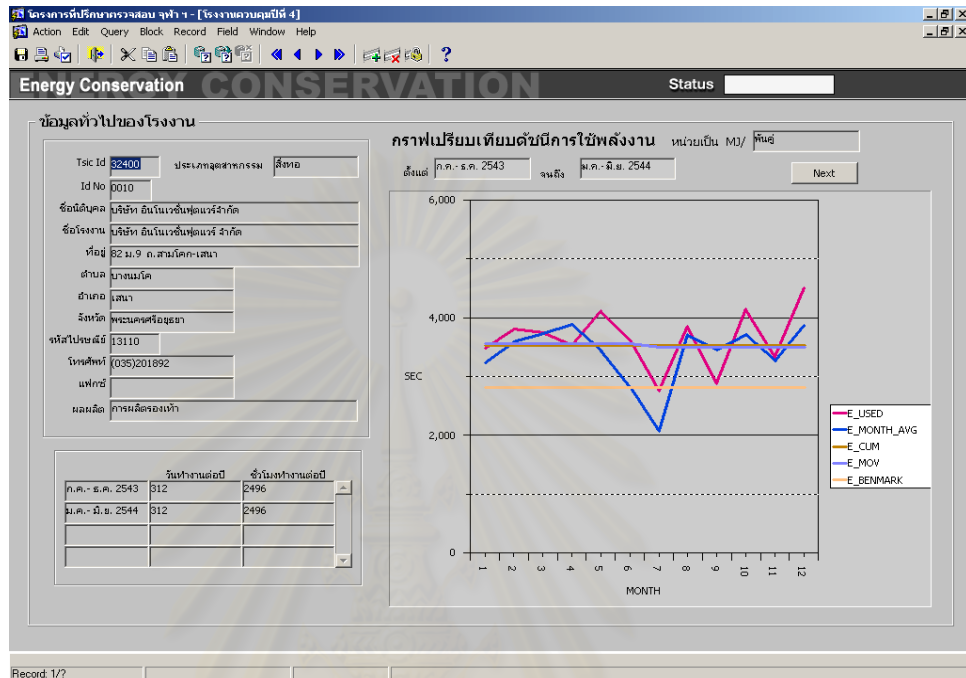 โครงการที่ปรึกษาตรวจสอบ จุฬา ฯ - [โรงงานควบคุมปีที่ 4]
Action Edit Query Block Record Field Window Help
ENERGY CONSERVATION
Energy Conservation
Status
ข้อมูลทั่วไปของโรงงาน
Tsic Id 32400 ประเภทอุตสาหกรรม สิ่งทอ
Id No 0010
ชื่อนิติบุคล บริษัท อินโนเวชั่นฟุตแวร์จำกัด
ชื่อโรงงาน บริษัท อินโนเวชั่นฟุตแวร์ จำกัด
ที่อยู่ 82 ม.9 ถ.สามโคก-เสนา
ตำบล บางนมโค
อำเภอ เสนา
จังหวัด พระนครศรีอยุธยา
รหัสไปรษณีย์ 13110
โทรศัพท์ (035)201892
แฟกซ์
ผลผลิต การผลิตรองเท้า
วันทำงานต่อปี ชั่วโมงทำงานต่อปี
ก.ค.- ธ.ค. 2543 312 2496
ม.ค.- มิ.ย. 2544 312 2496
กราฟเปรียบเทียบดัชนีการใช้พลังงาน หน่วยเป็น MJ/ พันคู่
ตั้งแต่ ก.ค.- ธ.ค. 2543 จนถึง ม.ค.- มิ.ย. 2544
Next
6,000
4,000
SEC
2,000
0
1 2 3 4 5 6 7 8 9 10 11 12
MONTH
E_USED
E_MONTH_AVG
E_CUM
E_MOV
E_BENMARK
Record: 1/?